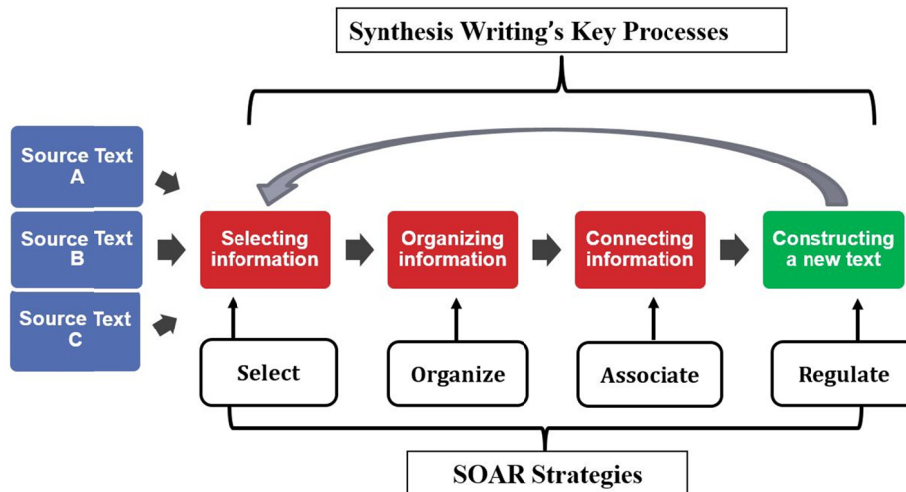 Synthesis Writing's Key Processes
Source Text
A
Source Text
B
Source Text
C
Selecting
information
Organizing
information
Connecting
information
Constructing
a new text
Select
Organize
Associate
Regulate
SOAR Strategies